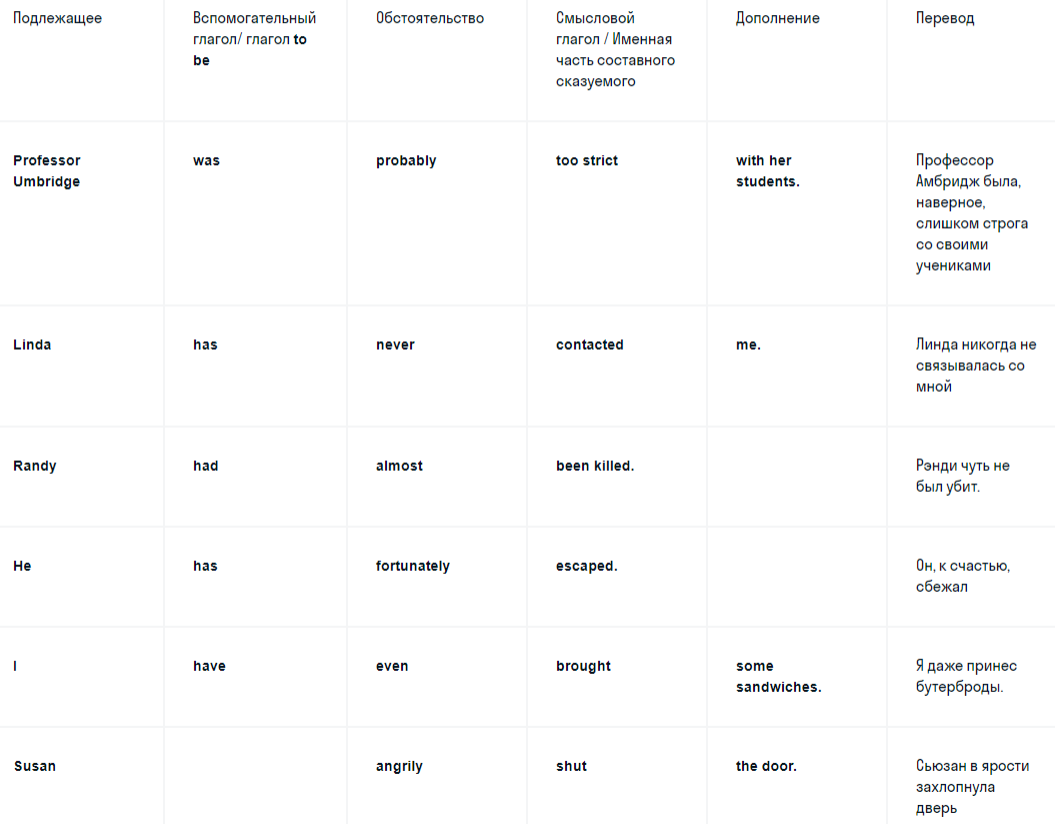 Подлежащее
Вспомогательный
глагол/ глагол to
be
Обстоятельство
Смысловой
глагол / Именная
часть составного
сказуемого
Дополнение
Перевод
Professor
Umbridge
was
probably
too strict
with her
students.
Профессор
Амбридж была,
наверное,
слишком строга
со своими
учениками
Linda
has
never
contacted
me.
Линда никогда не
связывалась со
мной
Randy
had
almost
been killed.
Рэнди чуть не
был убит.
He
has
fortunately
escaped.
Он, к счастью,
сбежал
I
have
even
brought
some
sandwiches.
Я даже принес
бутерброды.
Susan
angrily
shut
the door.
Сьюзан в ярости
захлопнула
дверь